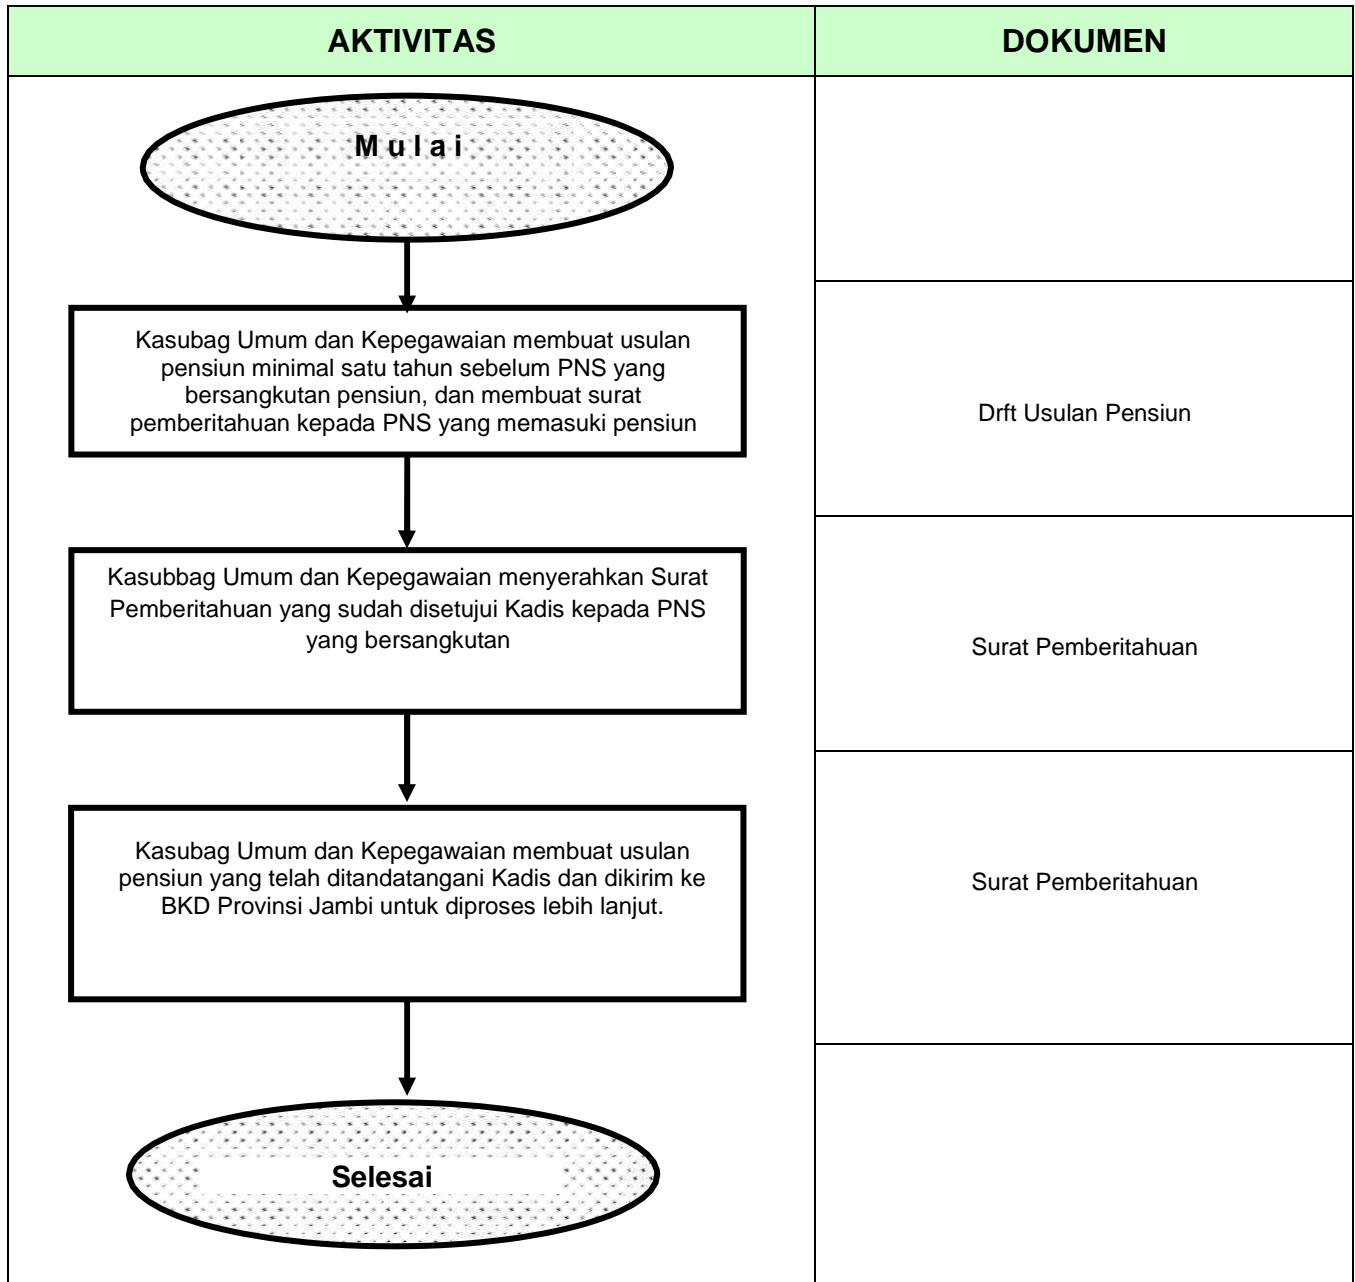 AKTIVITAS
DOKUMEN
M u l a i
Kasubag Umum dan Kepegawaian membuat usulan
pensiun minimal satu tahun sebelum PNS yang
bersangkutan pensiun, dan membuat surat
pemberitahuan kepada PNS yang memasuki pensiun
Drft Usulan Pensiun
Kasubbag Umum dan Kepegawaian menyerahkan Surat
Pemberitahuan yang sudah disetujui Kadis kepada PNS
yang bersangkutan
Surat Pemberitahuan
Kasubag Umum dan Kepegawaian membuat usulan
pensiun yang telah ditandatangani Kadis dan dikirim ke
BKD Provinsi Jambi untuk diproses lebih lanjut.
Surat Pemberitahuan
Selesai